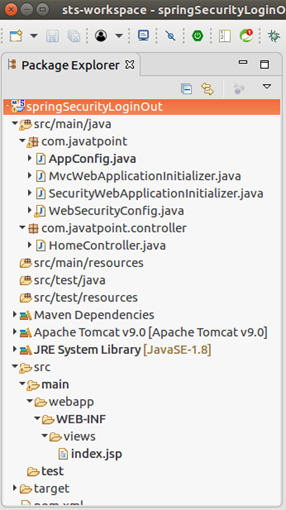 sts-workspace - springSecurityLoginO
Package Explorer
springSecurityLoginOut
src/main/java
com.javatpoint
AppConfig.java
MvcWebApplicationInitializer.java
SecurityWebApplicationInitializer.java
WebSecurityConfig.java
com.javatpoint.controller
HomeController.java
src/main/resources
src/test/java
src/test/resources
Maven Dependencies
Apache Tomcat v9.0 [Apache Tomcat v9.0]
JRE System Library [JavaSE-1.8]
src
main
webapp
WEB-INF
views
index.jsp
test
target
pom.xml